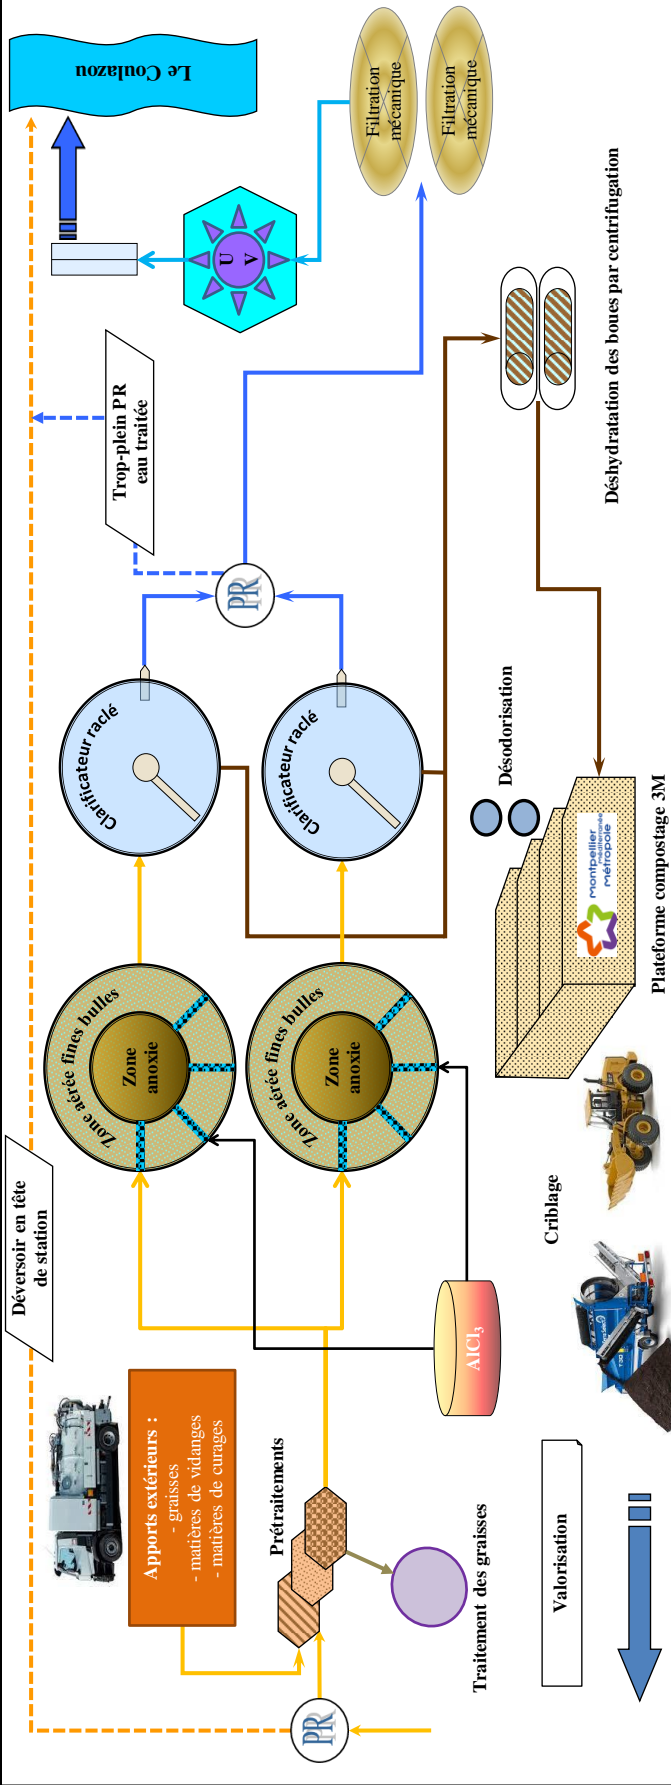 Déversoir en tête
de station
Apports extérieurs :
- graisses
- matières de vidanges
- matières de curages
Prétraitements
PR
Traitement des graisses
AlCl3
Zone aérée fines bulles
Zone
anoxie
Zone aérée fines bulles
Zone
anoxie
Clarificateur raclé
Clarificateur raclé
PR
Trop-plein PR
eau traitée
U
V
Le Coulazou
Filtration
mécanique
Filtration
mécanique
Déshydratation des boues par centrifugation
Désodorisation
montpellier
méditerranée
métropole
Plateforme compostage 3M
Criblage
Valorisation